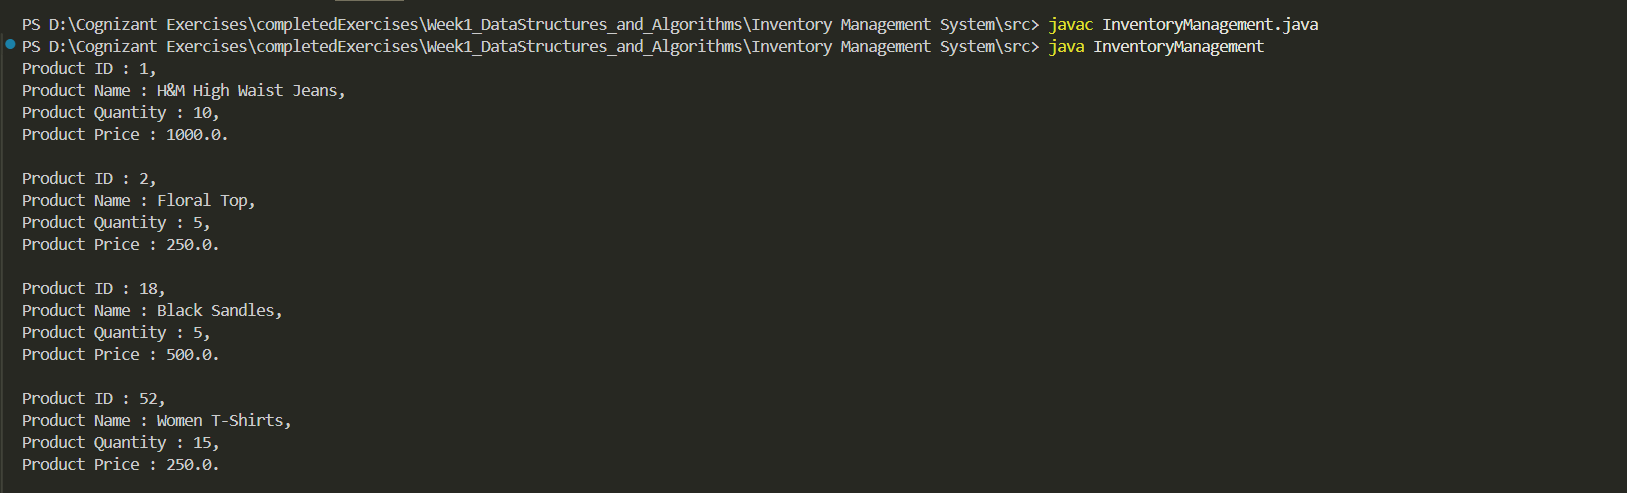 PS D:\Cognizant Exercises\completedExercises\Week1_DataStructures_and_Algorithms\Inventory Management System\src> javac InventoryManagement.java
PS D:\Cognizant Exercises\completedExercises\Week1_DataStructures_and_Algorithms\Inventory Management System\src> java InventoryManagement
Product ID : 1,
Product Name : H&M High Waist Jeans,
Product Quantity : 10,
Product Price : 1000.0.
Product ID : 2,
Product Name : Floral Top,
Product Quantity : 5,
Product Price : 250.0.
Product ID : 18,
Product Name : Black Sandles,
Product Quantity : 5,
Product Price : 500.0.
Product ID : 52,
Product Name : Women T-Shirts,
Product Quantity : 15,
Product Price : 250.0.